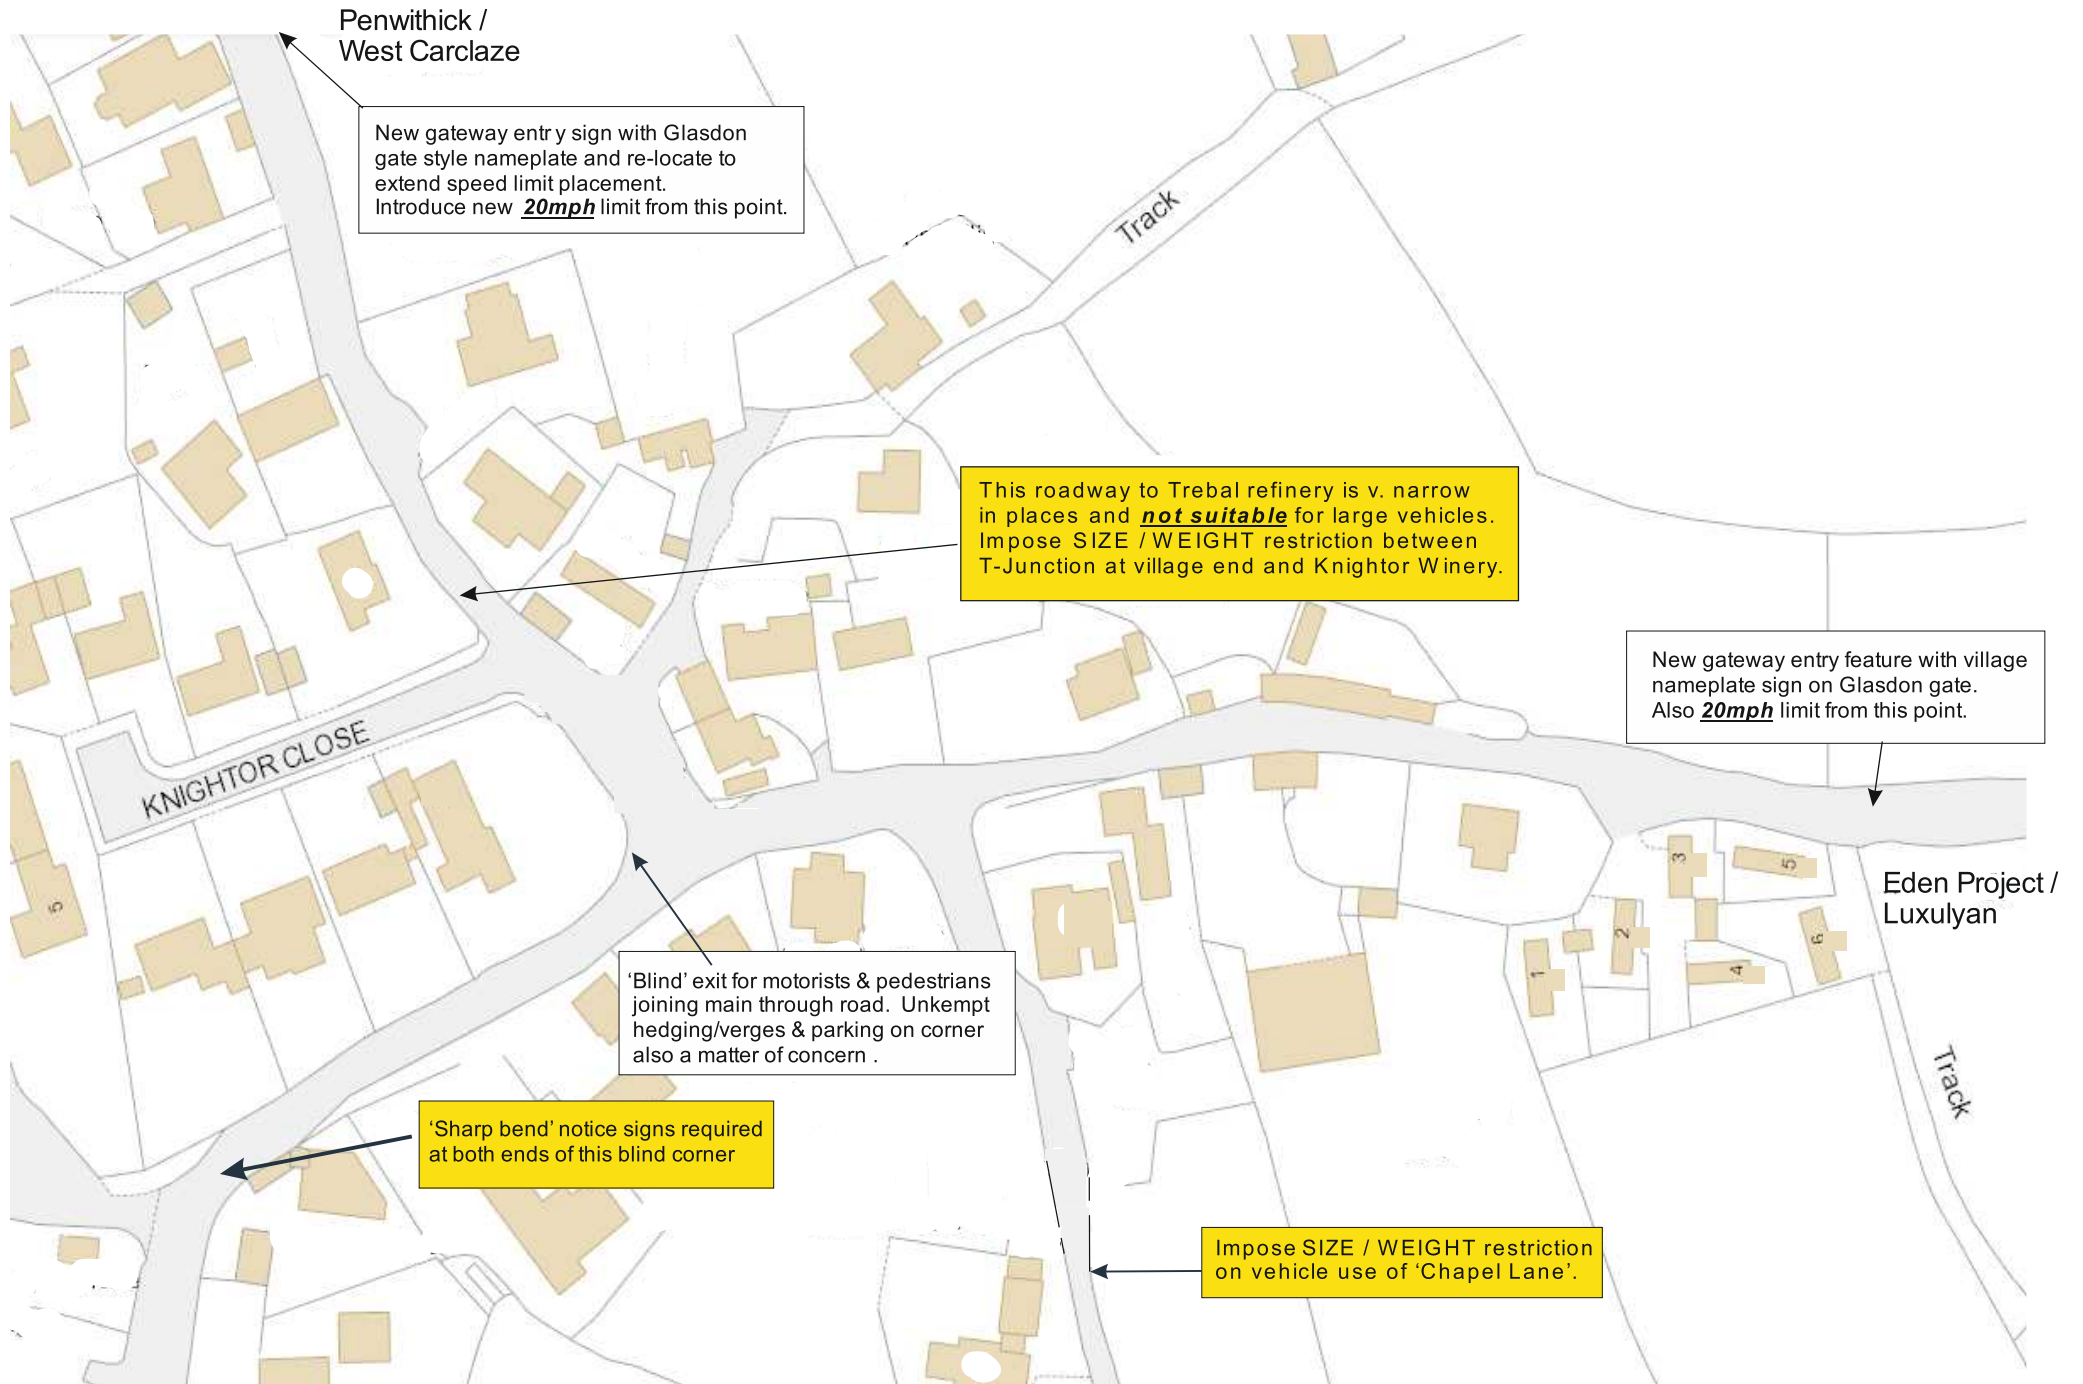 Penwithick /
West Carclaze
New gateway entry sign with Glasdon
gate style nameplate and re-locate to
extend speed limit placement.
Introduce new 20mph limit from this point.
Track
This roadway to Trebal refinery is v. narrow
in places and not suitable for large vehicles.
Impose SIZE / WEIGHT restriction between
T-Junction at village end and Knightor Winery.
New gateway entry feature with village
nameplate sign on Glasdon gate.
Also 20mph limit from this point.
KNIGHTOR CLOSE
3
5
Eden Project /
Luxulyan
5
2
6
1
4
'Blind' exit for motorists & pedestrians
joining main through road. Unkempt
hedging/verges & parking on corner
also a matter of concern .
Track
'Sharp bend' notice signs required
at both ends of this blind corner
Impose SIZE / WEIGHT restriction
on vehicle use of 'Chapel Lane'.